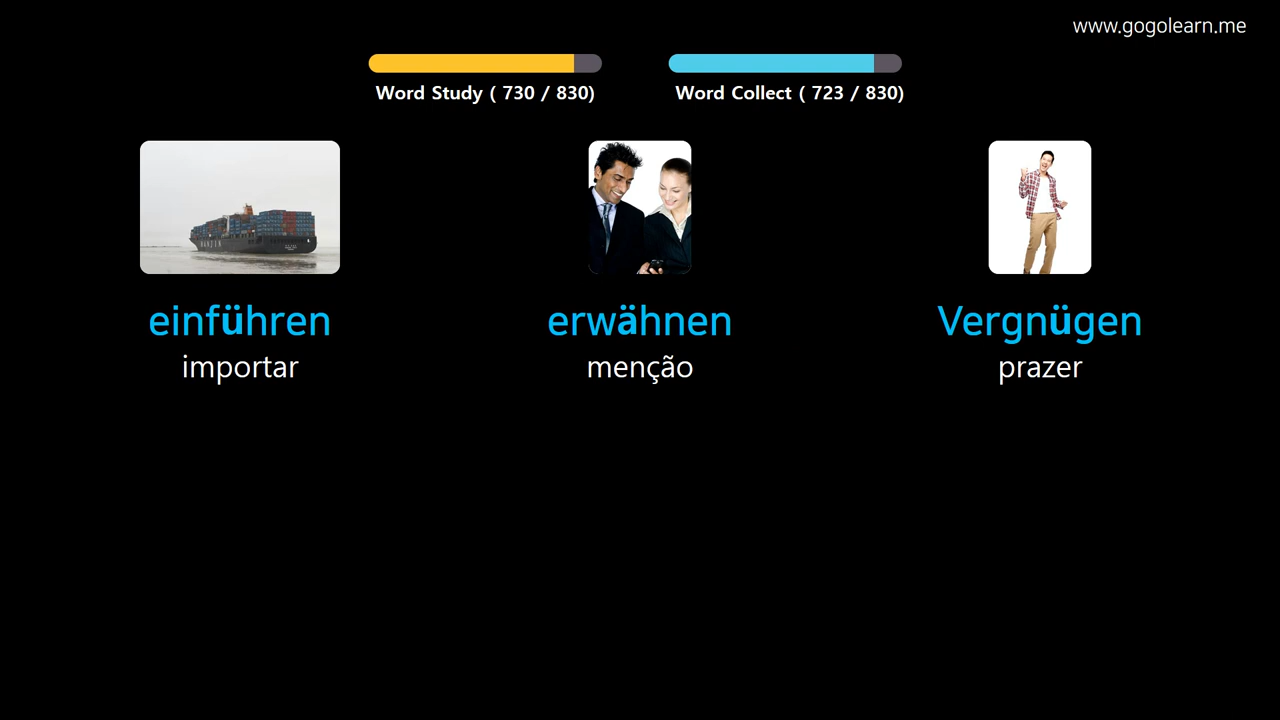 www.gogolearn.me
Word Study ( 730 / 830)
Word Collect ( 723 / 830)
einführen
erwähnen
Vergnügen
importar
menção
prazer